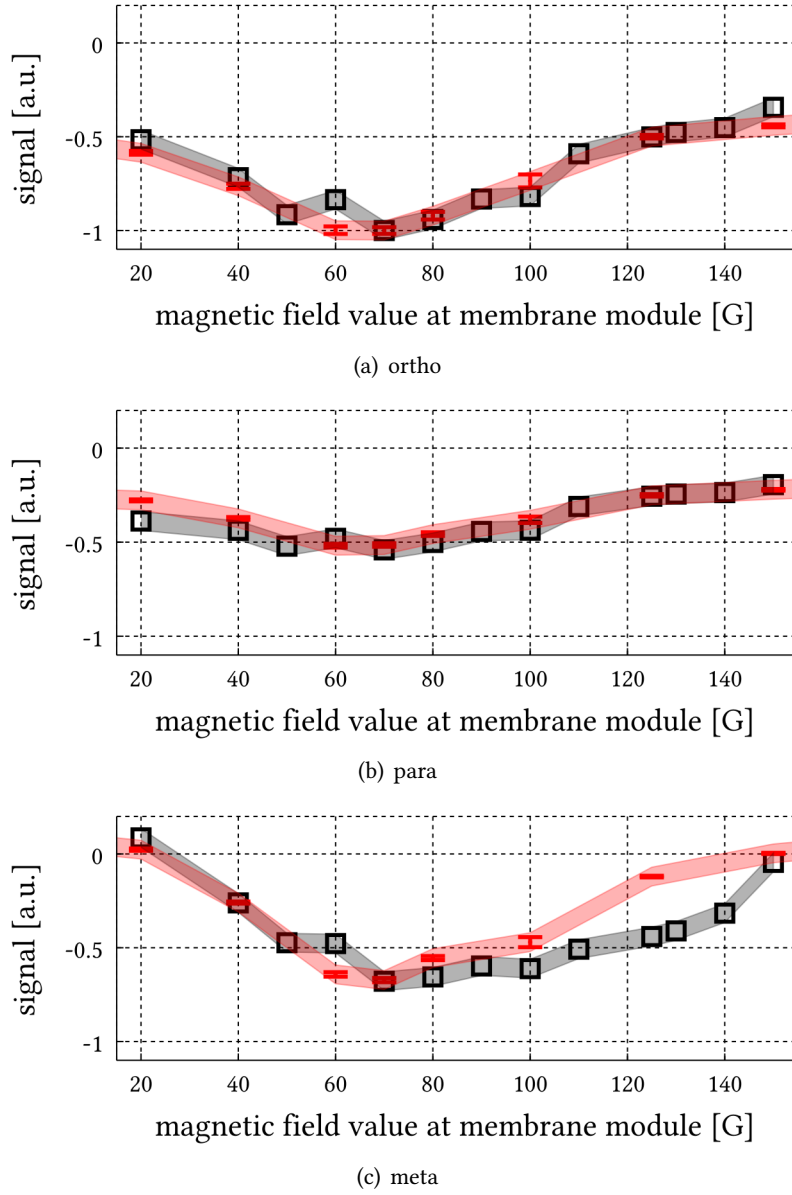 0
-0.5
-1
signal [a.u.]
20 40 60 80 100 120 140
magnetic field value at membrane module [G]
(a) ortho
0
-0.5
-1
signal [a.u.]
20 40 60 80 100 120 140
magnetic field value at membrane module [G]
(b) para
0
-0.5
-1
signal [a.u.]
20 40 60 80 100 120 140
magnetic field value at membrane module [G]
(c) meta